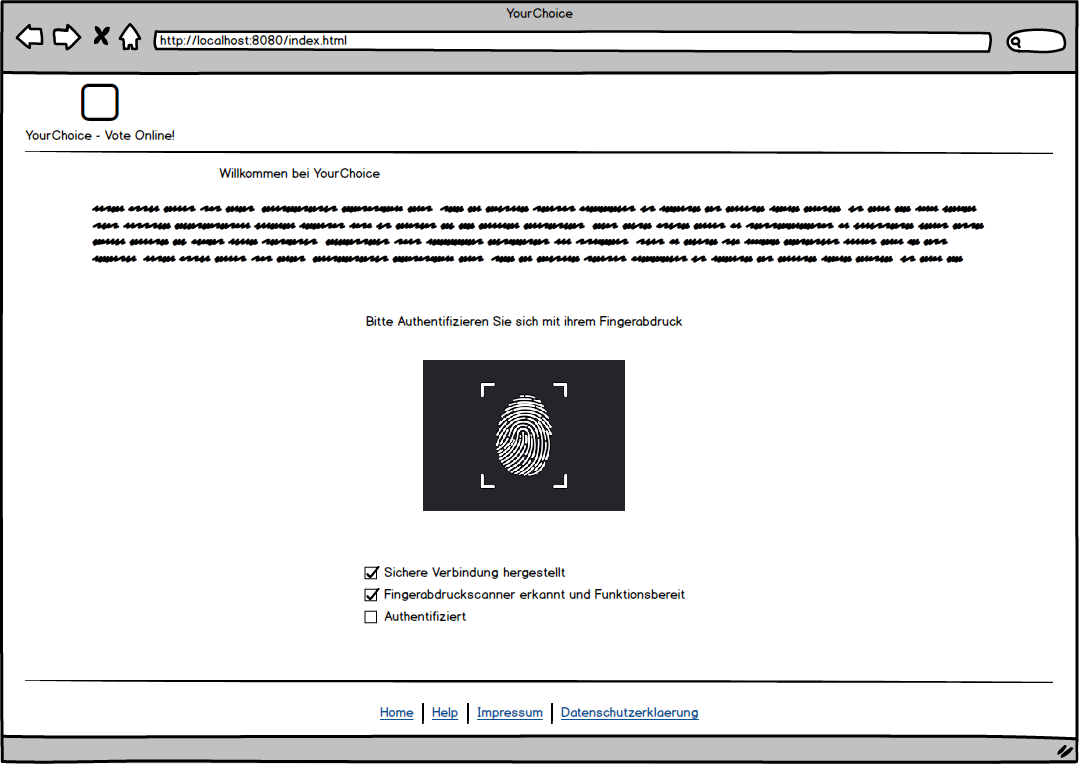 YourChoice
http://localhost:8080/index.html
YourChoice - Vote Online!
Willkommen bei YourChoice
Bitte Authentifizieren Sie sich mit ihrem Fingerabdruck
Sichere Verbindung hergestellt
Fingerabdruckscanner erkannt und Funktionsbereit
Authentifiziert
Home Help Impressum Datenschutzerklaerung